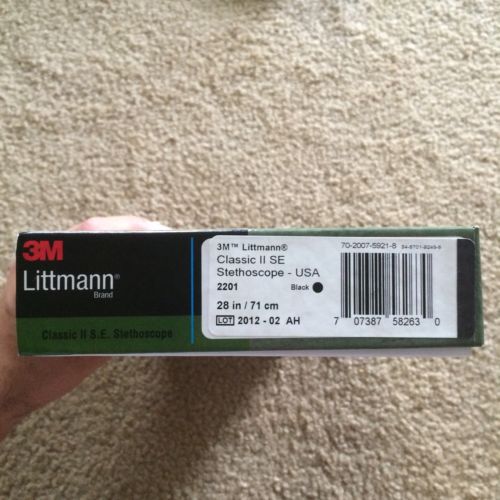 3M
Littmann®
Brand
Classic II S.E. Stethoscope
3M™ Littmann®
Classic II SE
Stethoscope - USA
2201 Black
28 in / 71 cm
LOT 2012 - 02 AH
70-2007-5921-8
7 07387 58263 0